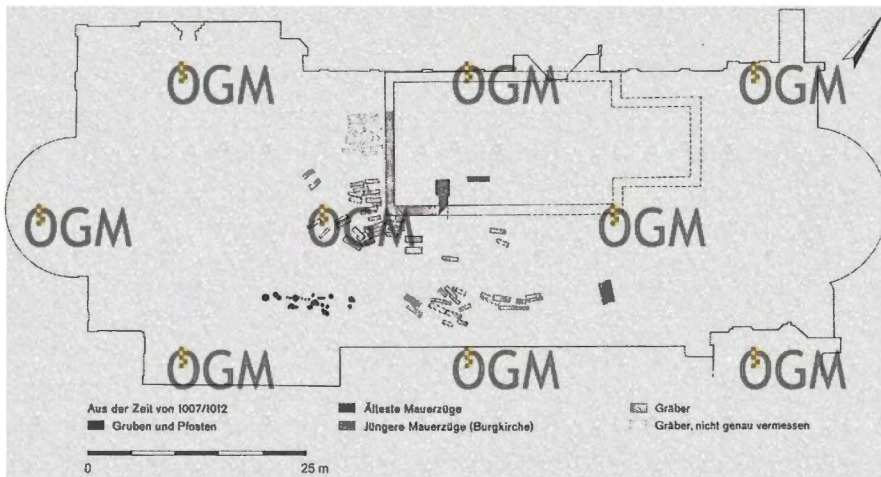 OGM OGM OGM
OGM OGM OGM
OGM OGM OGM
Aus der Zeit von 1007/1012
Gruben und Pfosten
Älteste Mauerzüge
Jüngere Mauerzüge (Burgkirche)
Gräber
Gräber, nicht genau vermessen
0 25 m